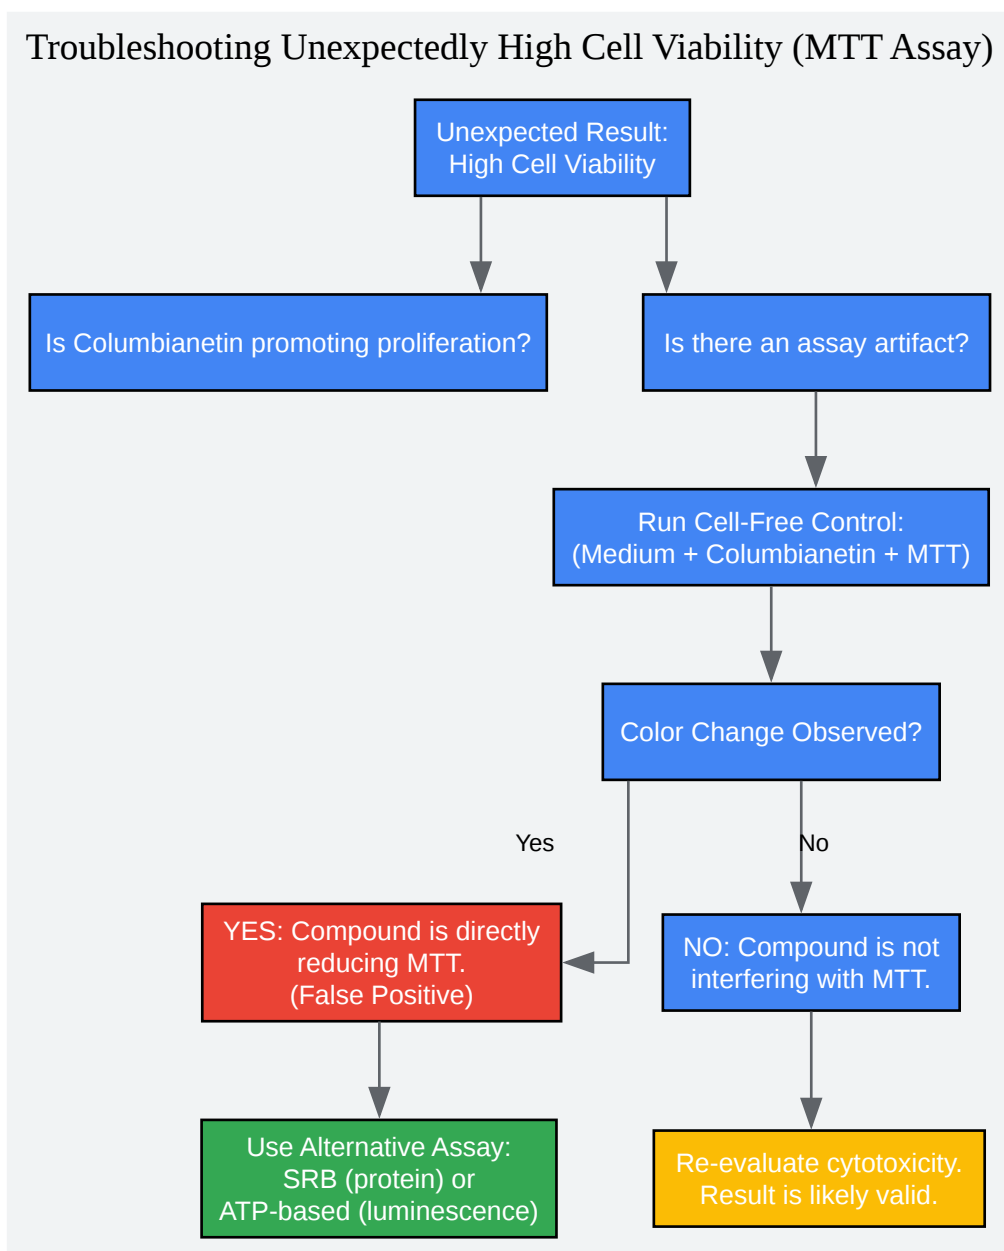 Troubleshooting Unexpectedly High Cell Viability (MTT Assay)
Unexpected Result:
High Cell Viability
Is Columbianetin promoting proliferation?
Is there an assay artifact?
Run Cell-Free Control:
(Medium + Columbianetin + MTT)
Color Change Observed?
Yes
No
YES: Compound is directly
reducing MTT.
(False Positive)
NO: Compound is not
interfering with MTT.
Use Alternative Assay:
SRB (protein) or
ATP-based (luminescence)
Re-evaluate cytotoxicity.
Result is likely valid.